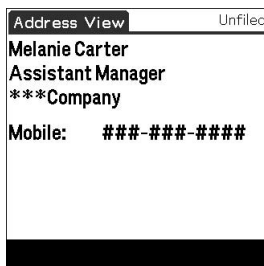 Address View
Unfiled
Melanie Carter
Assistant Manager
***Company
Mobile: ###-###-####